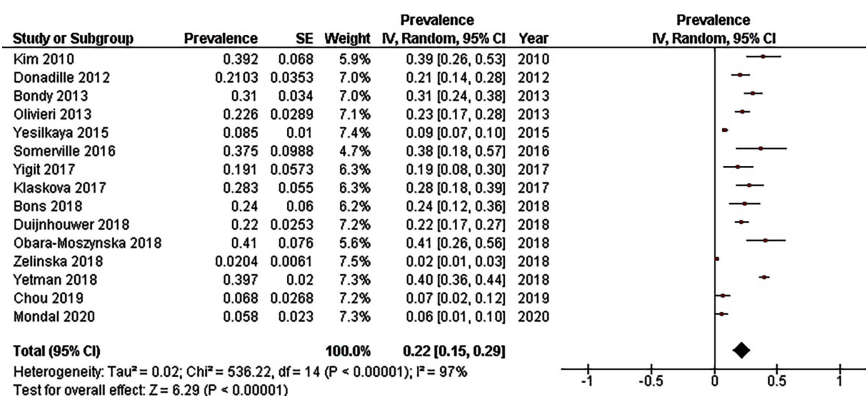 Prevalence Prevalence
Study or Subgroup Prevalence SE Weight IV, Random, 95% CI Year IV, Random, 95% CI
Kim 2010 0.392 0.068 5.9% 0.39 [0.26, 0.53] 2010
Donadille 2012 0.2103 0.0353 7.0% 0.21 [0.14, 0.28] 2012
Bondy 2013 0.31 0.034 7.0% 0.31 [0.24, 0.38] 2013
Olivieri 2013 0.226 0.0289 7.1% 0.23 [0.17, 0.28] 2013
Yesilkaya 2015 0.085 0.01 7.4% 0.09 [0.07, 0.10] 2015
Somerville 2016 0.375 0.0988 4.7% 0.38 [0.18, 0.57] 2016
Yigit 2017 0.191 0.0573 6.3% 0.19 [0.08, 0.30] 2017
Klaskova 2017 0.283 0.055 6.3% 0.28 [0.18, 0.39] 2017
Bons 2018 0.24 0.06 6.2% 0.24 [0.12, 0.36] 2018
Duijnhouwer 2018 0.22 0.0253 7.2% 0.22 [0.17, 0.27] 2018
Obara-Moszynska 2018 0.41 0.076 5.6% 0.41 [0.26, 0.56] 2018
Zelinska 2018 0.0204 0.0061 7.5% 0.02 [0.01, 0.03] 2018
Yetman 2018 0.397 0.02 7.3% 0.40 [0.36, 0.44] 2018
Chou 2019 0.068 0.0268 7.2% 0.07 [0.02, 0.12] 2019
Mondal 2020 0.058 0.023 7.3% 0.06 [0.01, 0.10] 2020
Total (95% CI) 100.0% 0.22 [0.15, 0.29]
Heterogeneity: Tau² = 0.02; Chi² = 536.22, df = 14 (P < 0.00001); I² = 97%
Test for overall effect: Z = 6.29 (P < 0.00001)
-1 -0.5 0 0.5 1